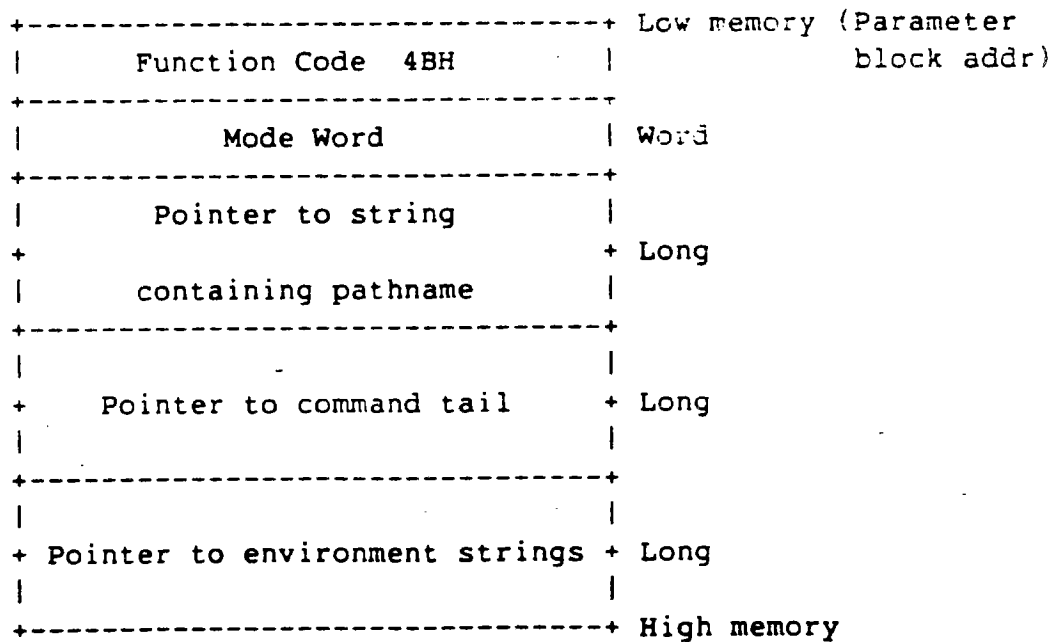 +--------------------------------+ Low memory (Parameter
|       Function Code  4BH       |            block addr)
+--------------------------------+
|           Mode Word            | Word
+--------------------------------+
|       Pointer to string        |
+                                + Long
|      containing pathname       |
+--------------------------------+
|                                |
+    Pointer to command tail     + Long
|                                |
+--------------------------------+
|                                |
+ Pointer to environment strings + Long
|                                |
+--------------------------------+ High memory